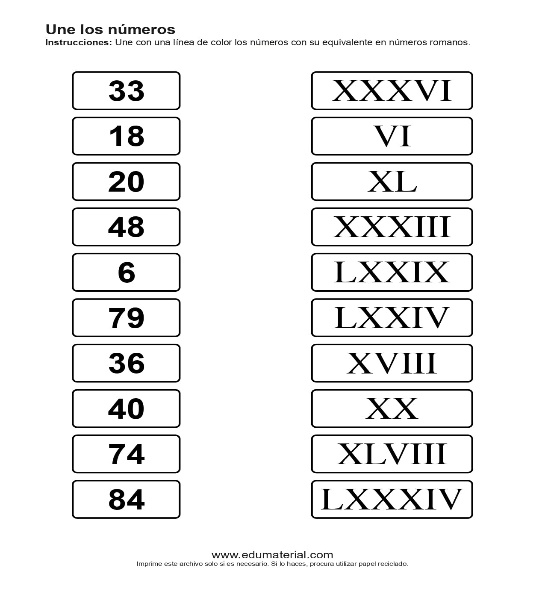 Une los números
Instrucciones: Une con una línea de color los números con su equivalente en números romanos.
33 XXXVI
18 VI
20 XL
48 XXXIII
6 LXXIX
79 LXXIV
36 XVIII
40 XX
74 XLVIII
84 LXXXIV
www.edumaterial.com
Imprime este archivo solo si es necesario. Si lo haces, procura utilizar papel reciclado.